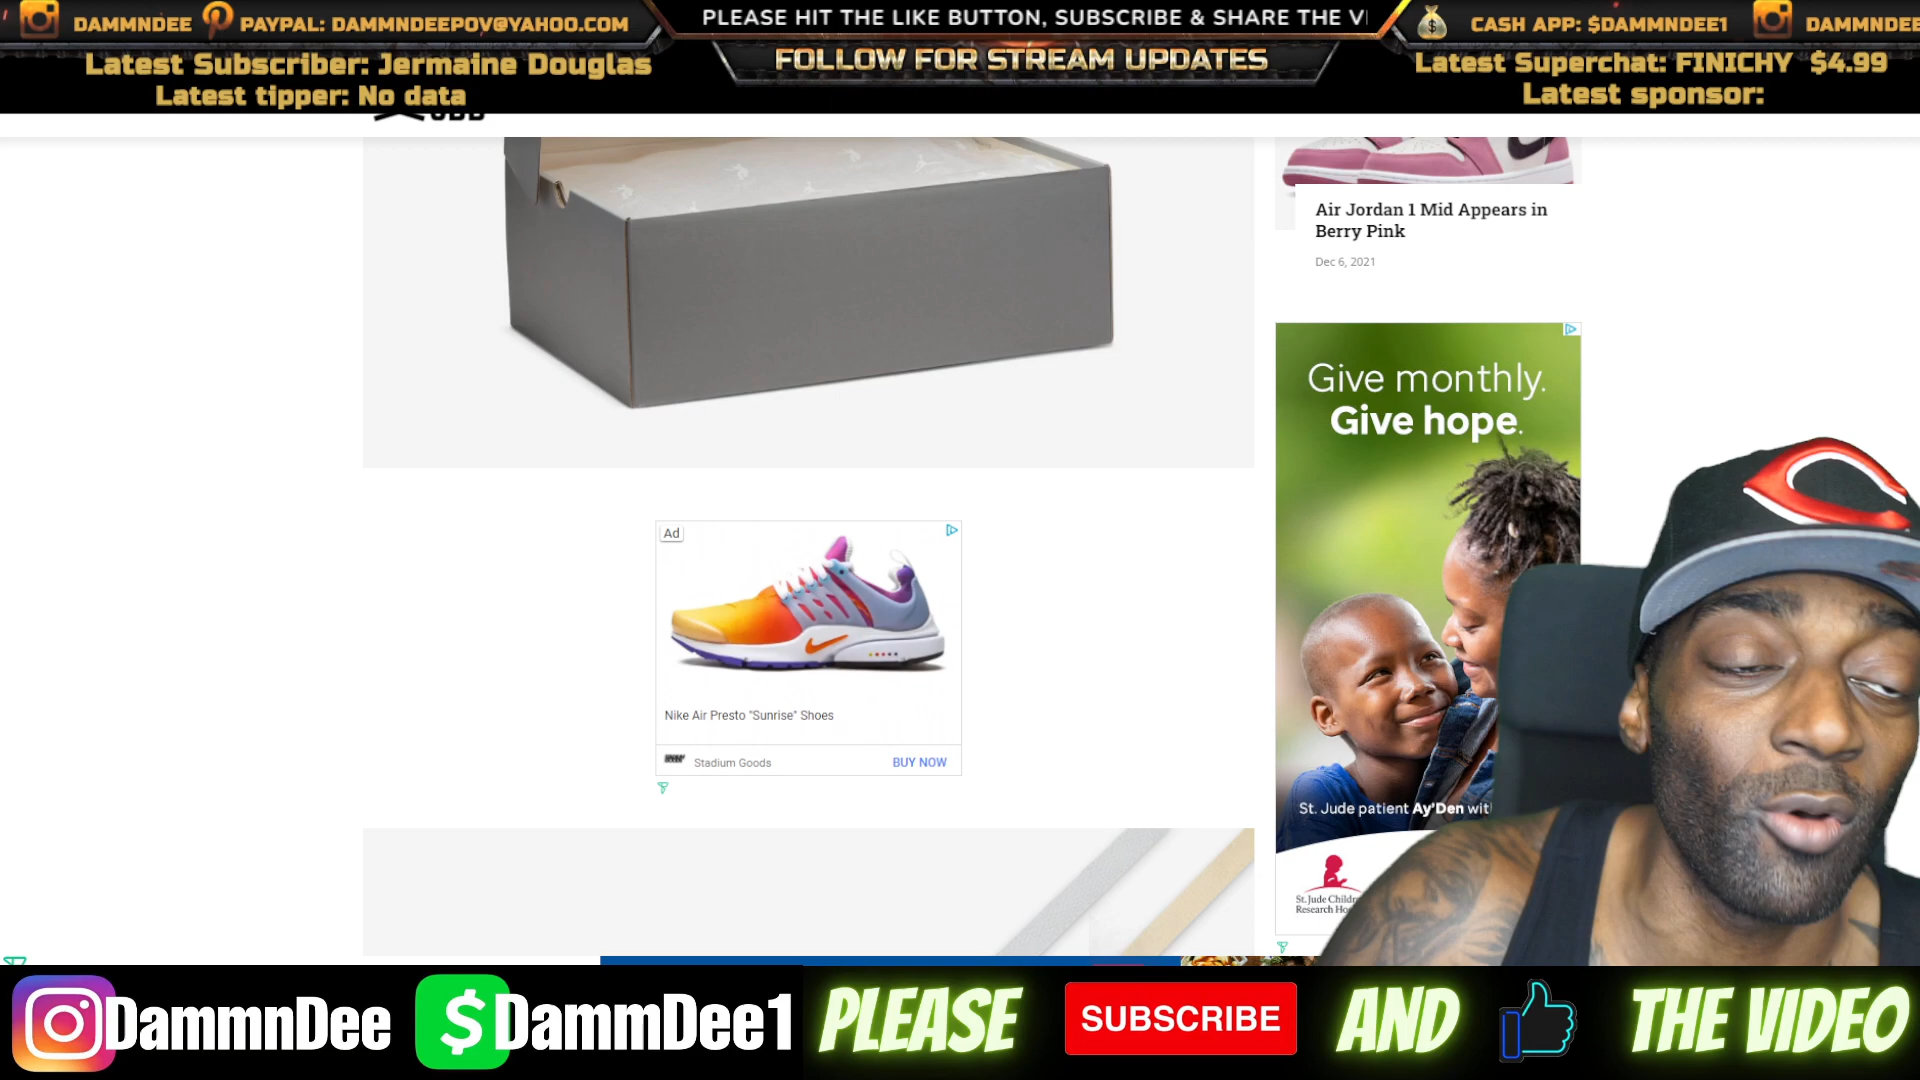 DAMMNDEE
PAYPAL: DAMMNDEEPOV@YAHOO.COM
PLEASE HIT THE LIKE BUTTON, SUBSCRIBE & SHARE THE
CASH APP: $DAMMNDEE1
DAMMNDEE
FOLLOW FOR STREAM UPDATES
Latest Subscriber: Jermaine Douglas
Latest tipper: No data
Latest Superchat: FINICHY $4.99
Latest sponsor:
Air Jordan 1 Mid Appears in
Berry Pink
Dec 6, 2021
Give monthly.
Give hope.
Ad
Nike Air Presto "Sunrise" Shoes
Stadium Goods
BUY NOW
St. Jude patient Ay'Den wit
St. Jude
Research
DammnDee
$
DammDee1
PLEASE
SUBSCRIBE
AND
THE VIDEO